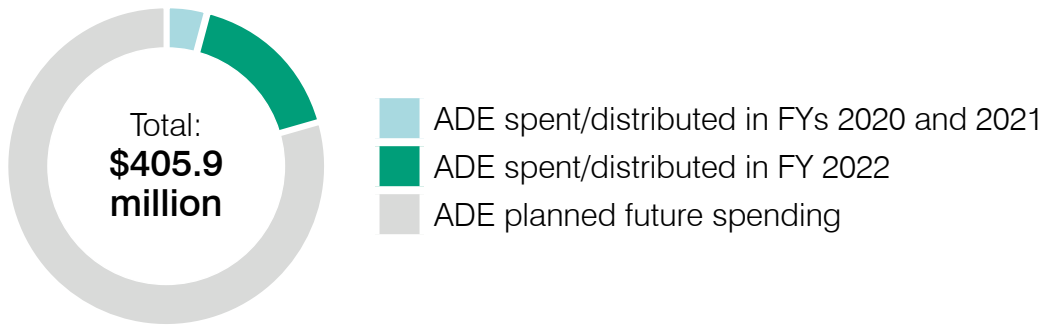 Total:
$405.9
million
ADE spent/distributed in FYs 2020 and 2021
ADE spent/distributed in FY 2022
ADE planned future spending